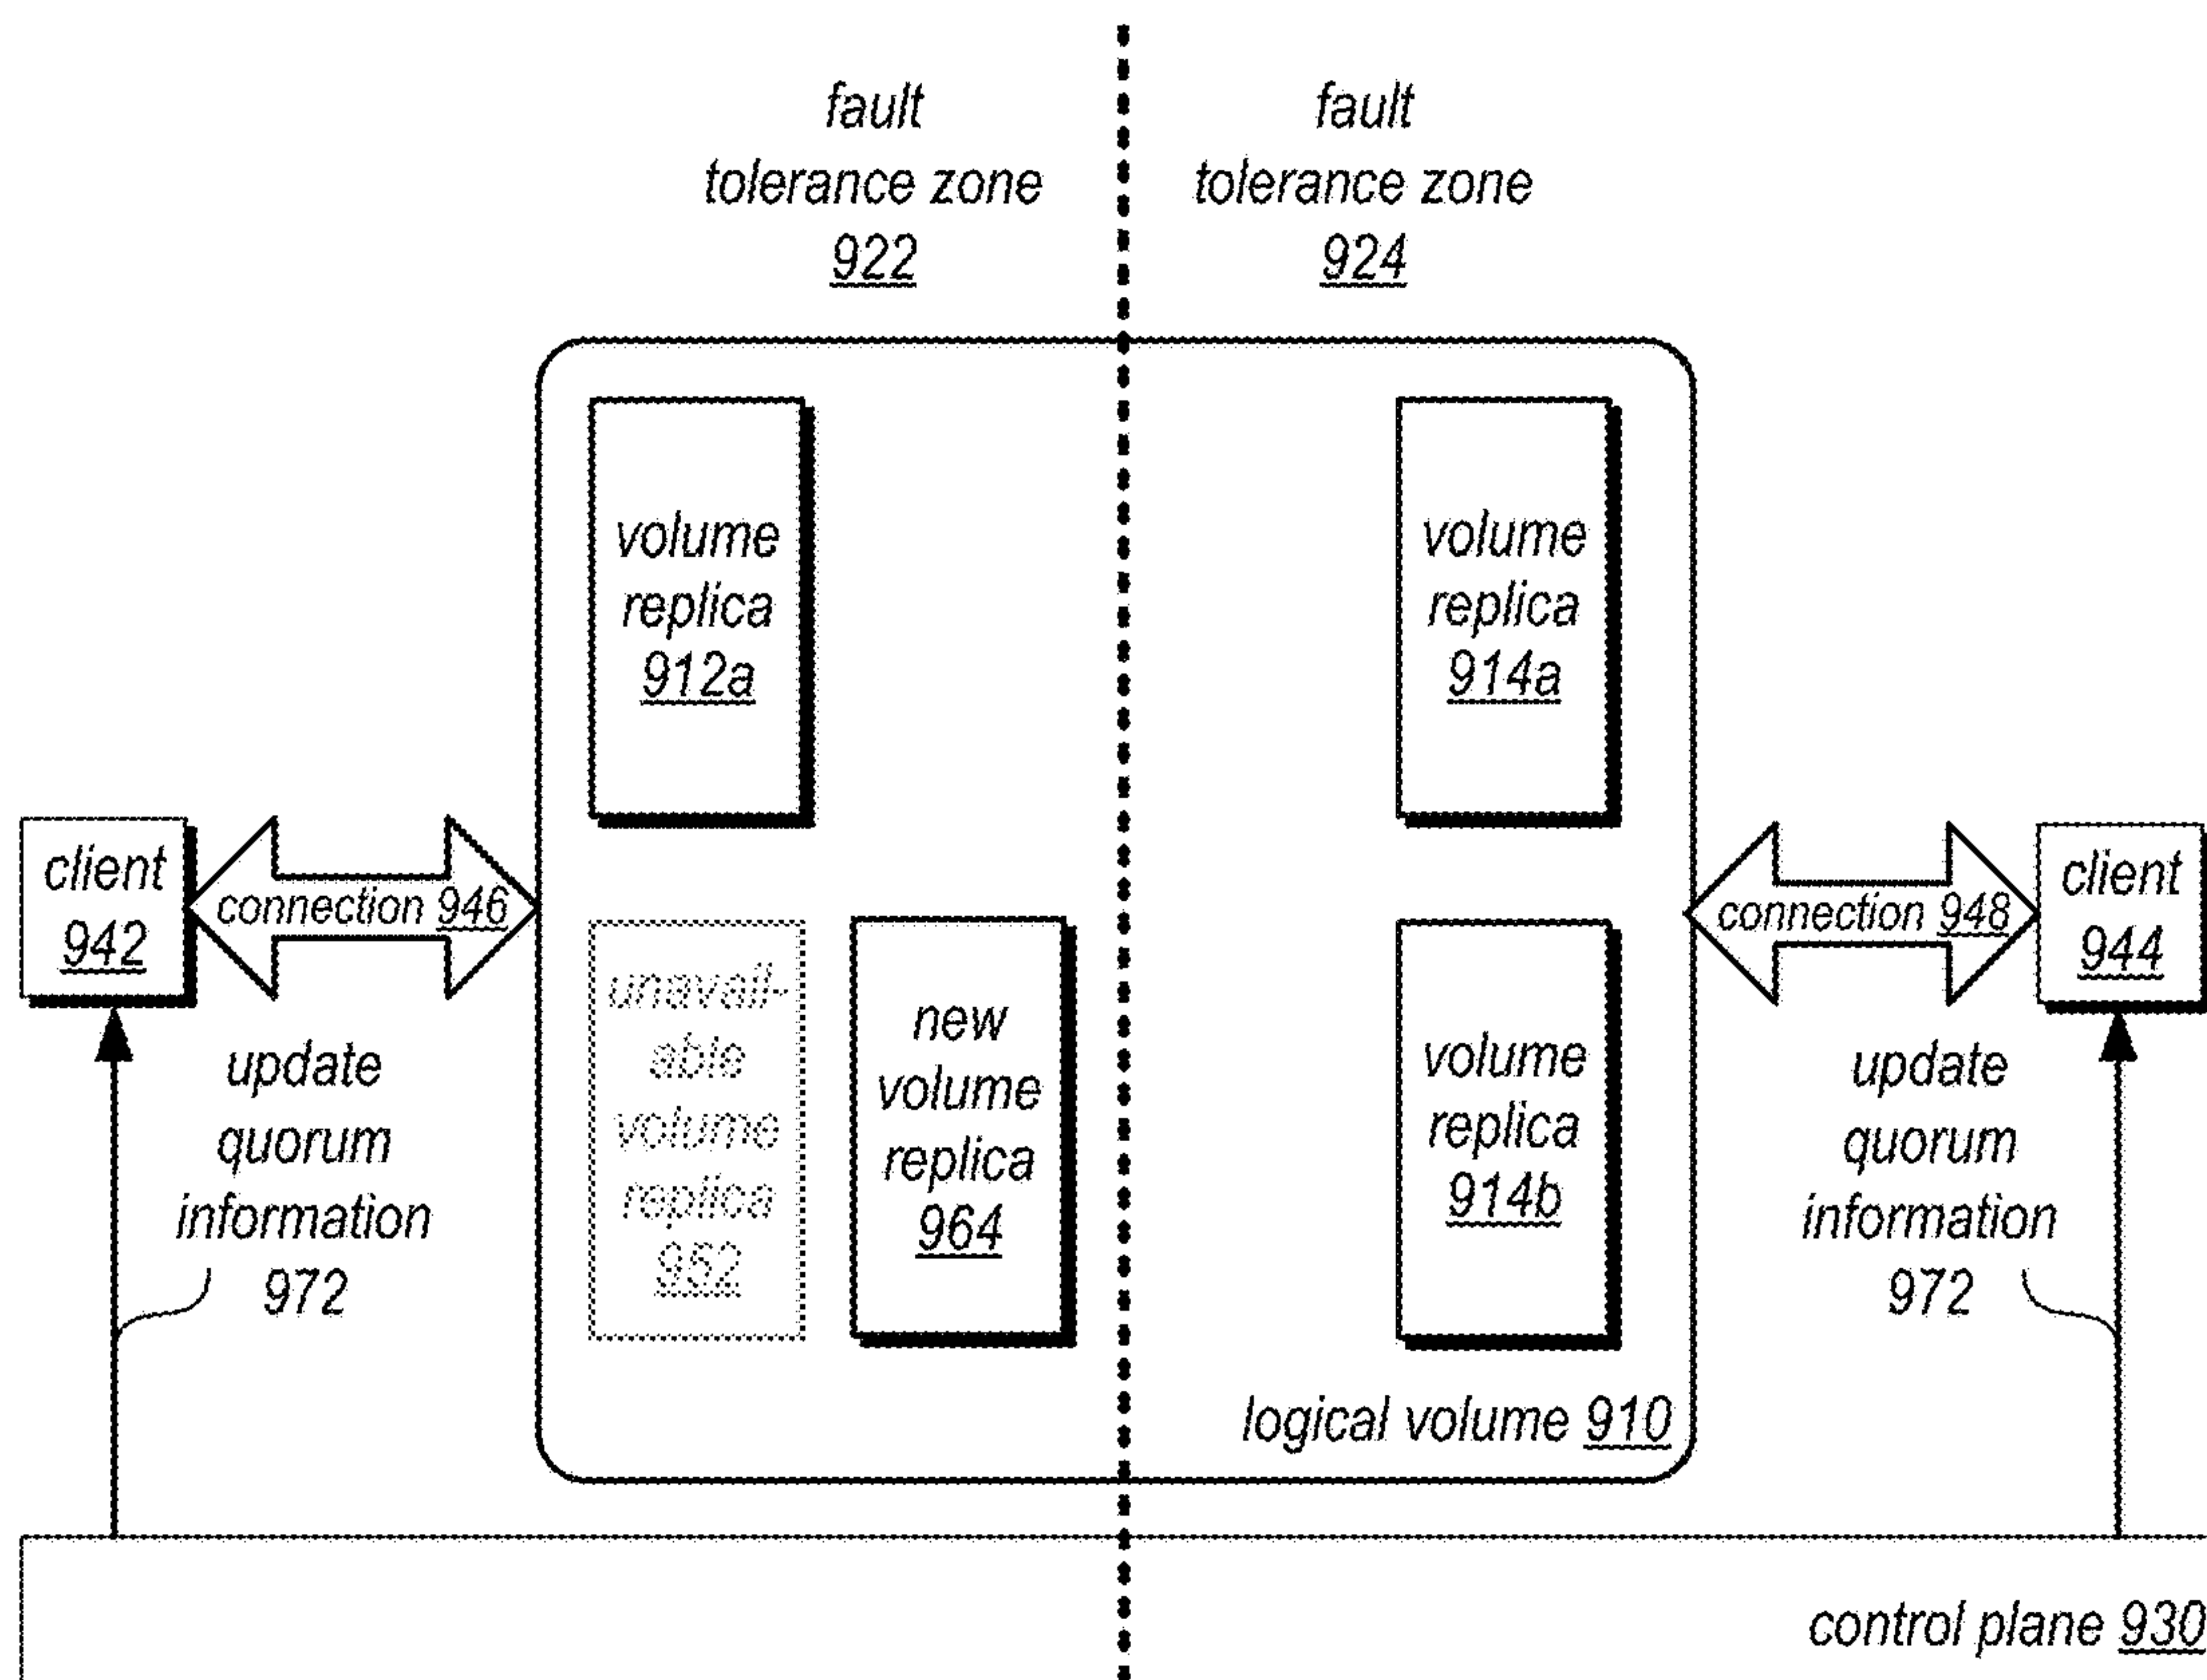 fault
tolerance zone
922
fault
tolerance zone
924
volume
replica
912a
volume
replica
914a
client
942
connection 946
connection 948
client
944
unavail-
able
volume
replica
952
new
volume
replica
964
volume
replica
914b
update
quorum
information
972
update
quorum
information
972
logical volume 910
control plane 930